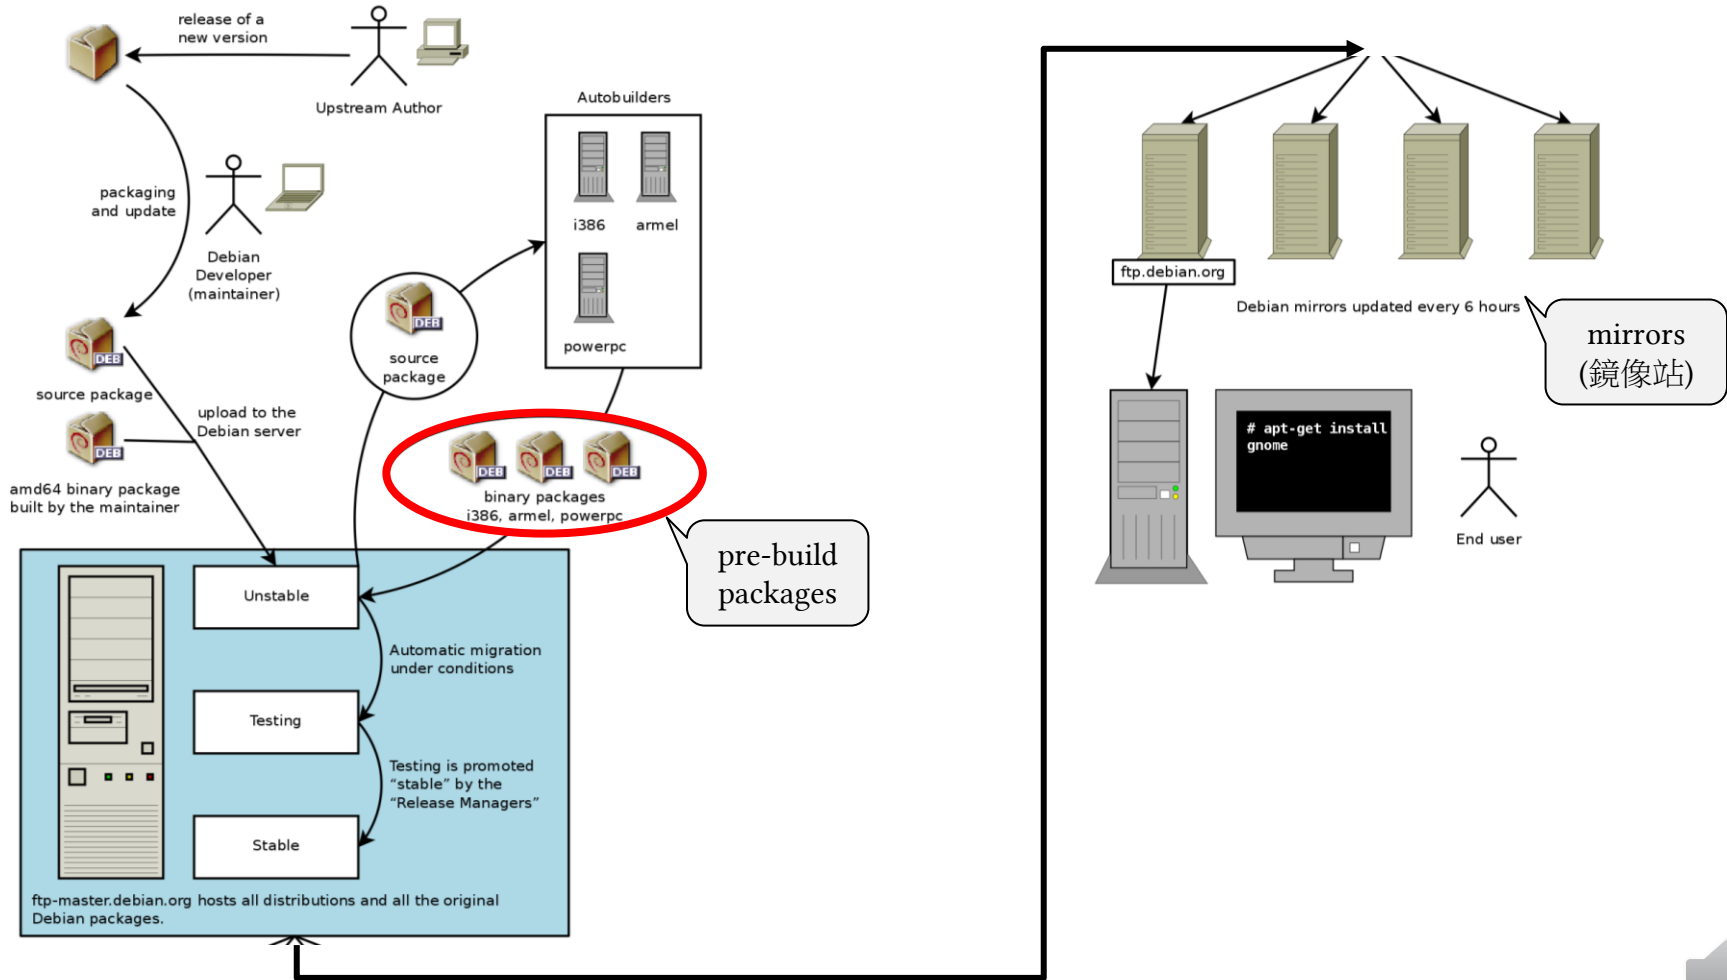 release of a
new version
Upstream Author
packaging
and update
Debian
Developer
(maintainer)
DEB
source package
DEB
amd64 binary package
built by the maintainer
upload to the
Debian server
DEB
source
package
Autobuilders
i386
armel
powerpc
DEB
DEB
DEB
binary packages
i386, armel, powerpc
pre-build
packages
Unstable
Automatic migration
under conditions
Testing
Testing is promoted
“stable” by the
“Release Managers”
Stable
ftp-master.debian.org hosts all distributions and all the original
Debian packages.
ftp.debian.org
Debian mirrors updated every 6 hours
mirrors
(鏡像站)
# apt-get install
gnome
End user